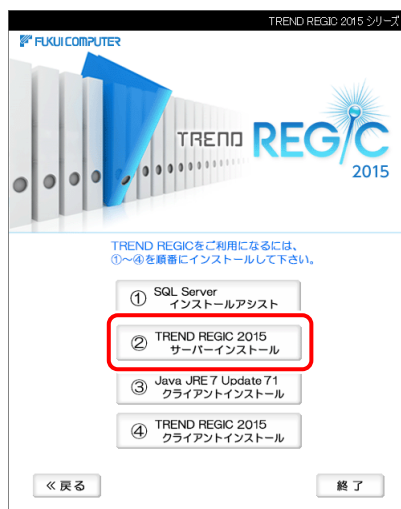 TREND REGIC 2015 シリーズ
FUKUI COMPUTER
TREND REGIC
2015
TREND REGICをご利用になるには、
①~④を順番にインストールして下さい。
① SQL Server
インストールアシスト
② TREND REGIC 2015
サーバーインストール
③ Java JRE 7 Update 71
クライアントインストール
④ TREND REGIC 2015
クライアントインストール
≪戻る
終了